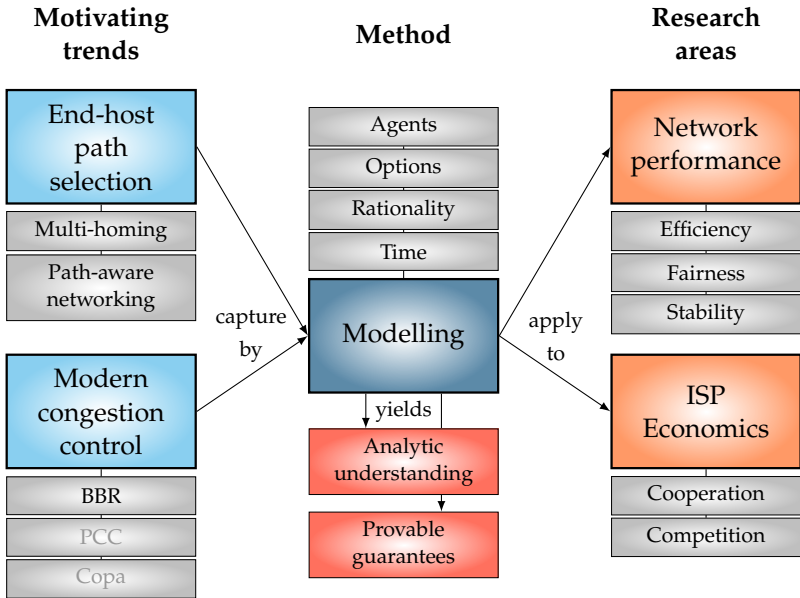 Motivating
trends
End-host
path
selection
Multi-homing
Path-aware
networking
Modern
congestion
control
BBR
PCC
Copa
capture
by
Method
Agents
Options
Rationality
Time
Modelling
yields
Analytic
understanding
Provable
guarantees
apply
to
Research
areas
Network
performance
Efficiency
Fairness
Stability
ISP
Economics
Cooperation
Competition